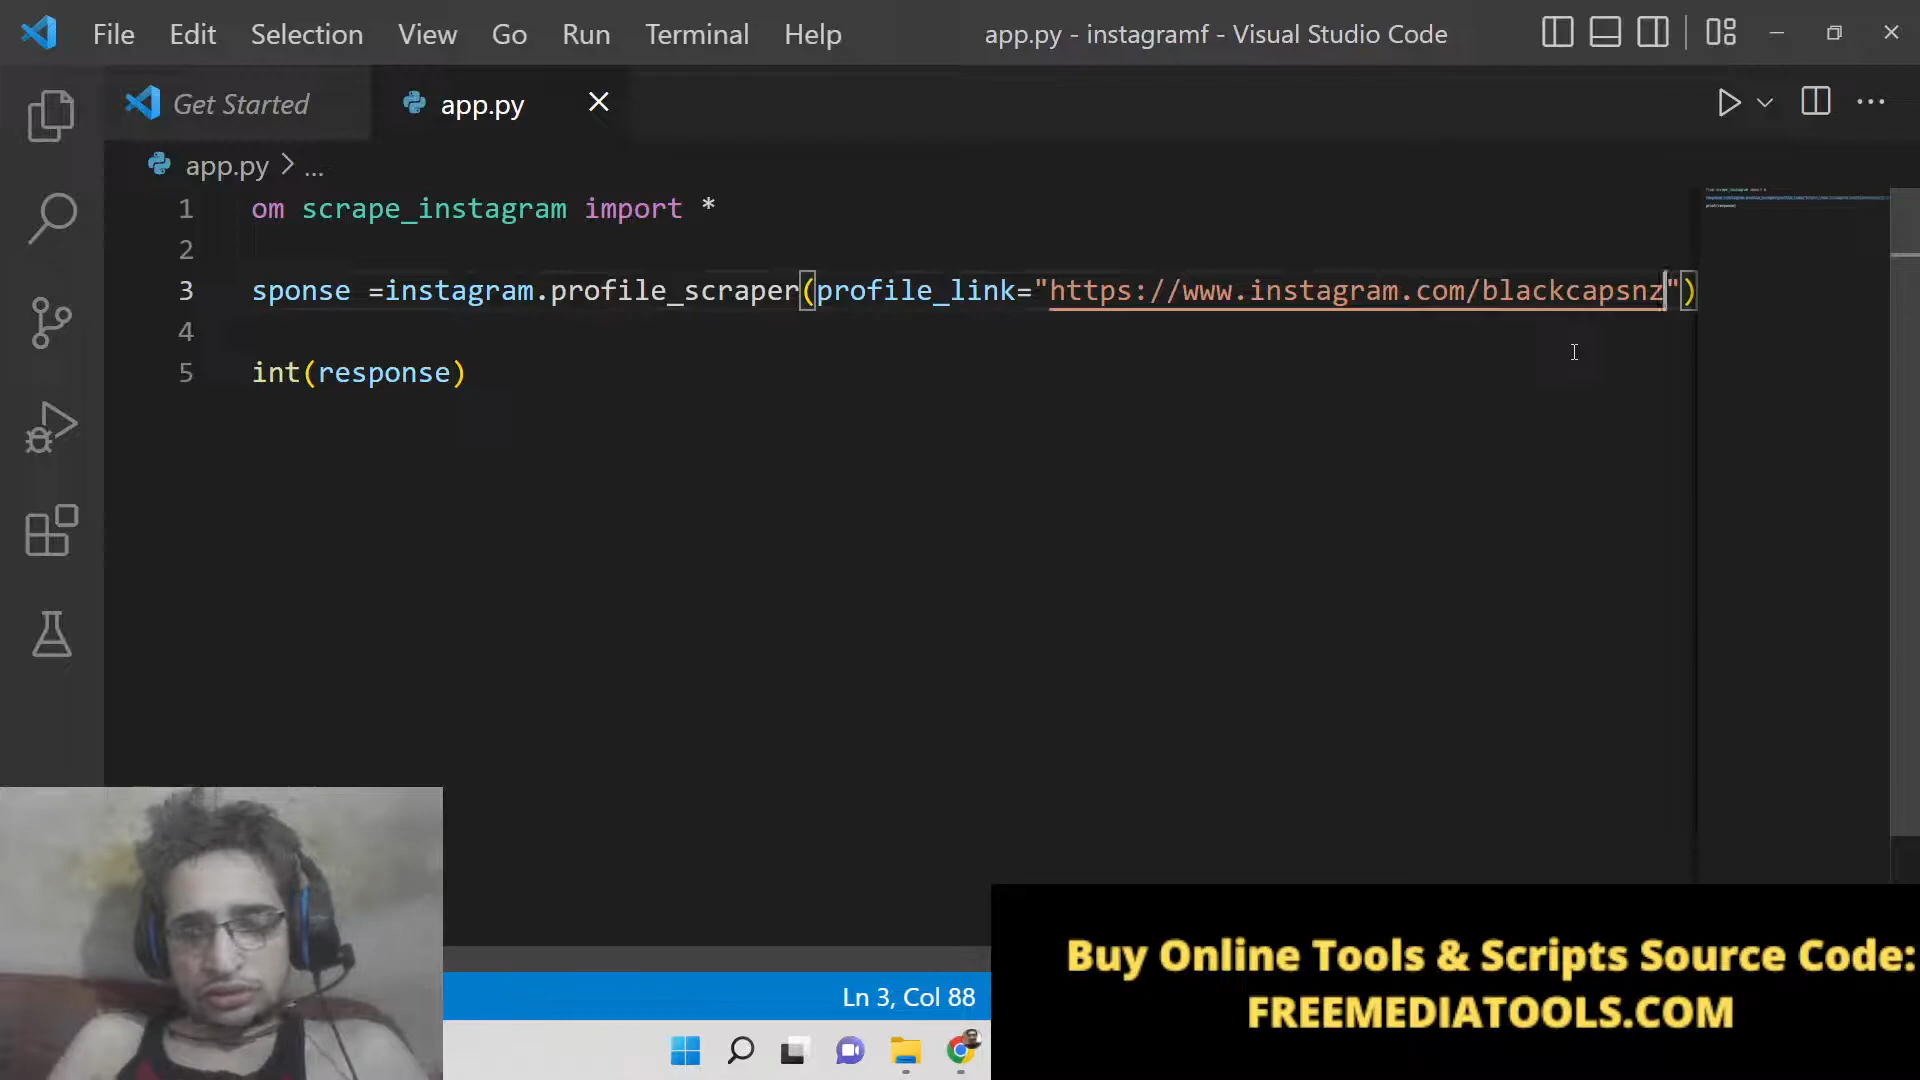 File Edit Selection View Go Run Terminal Help app.py - instagramf - Visual Studio Code
Get Started app.py
app.py > ...
1 om scrape_instagram import *
2
3 sponse =instagram.profile_scraper(profile_link="https://www.instagram.com/blackcapsnz")
4
5 int(response)
Buy Online Tools & Scripts Source Code:
FREEMEDIATOOLS.COM
Ln 3, Col 88